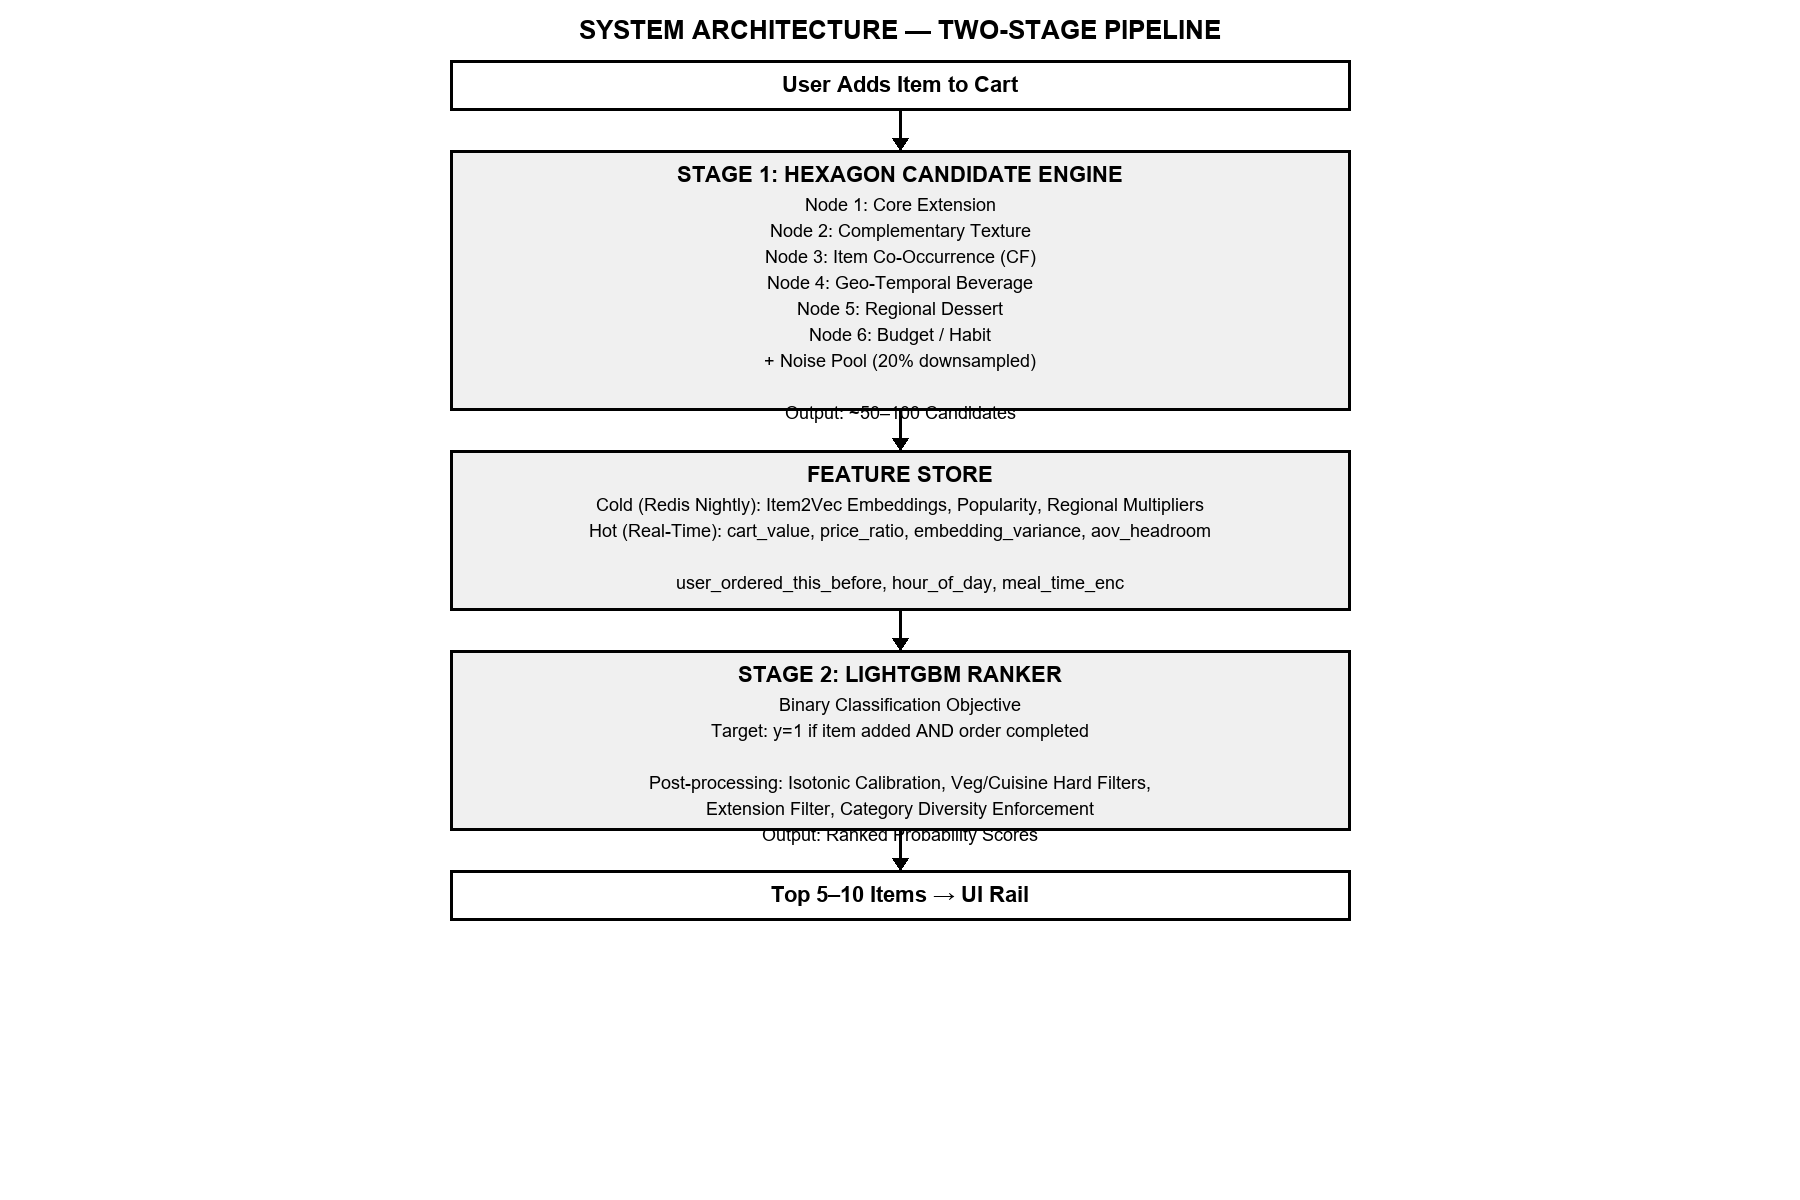 SYSTEM ARCHITECTURE — TWO-STAGE PIPELINE
User Adds Item to Cart
STAGE 1: HEXAGON CANDIDATE ENGINE
Node 1: Core Extension
Node 2: Complementary Texture
Node 3: Item Co-Occurrence (CF)
Node 4: Geo-Temporal Beverage
Node 5: Regional Dessert
Node 6: Budget / Habit
+ Noise Pool (20% downsampled)
Output: ~50–100 Candidates
FEATURE STORE
Cold (Redis Nightly): Item2Vec Embeddings, Popularity, Regional Multipliers
Hot (Real-Time): cart_value, price_ratio, embedding_variance, aov_headroom
user_ordered_this_before, hour_of_day, meal_time_enc
STAGE 2: LIGHTGBM RANKER
Binary Classification Objective
Target: y=1 if item added AND order completed
Post-processing: Isotonic Calibration, Veg/Cuisine Hard Filters,
Extension Filter, Category Diversity Enforcement
Output: Ranked Probability Scores
Top 5–10 Items → UI Rail